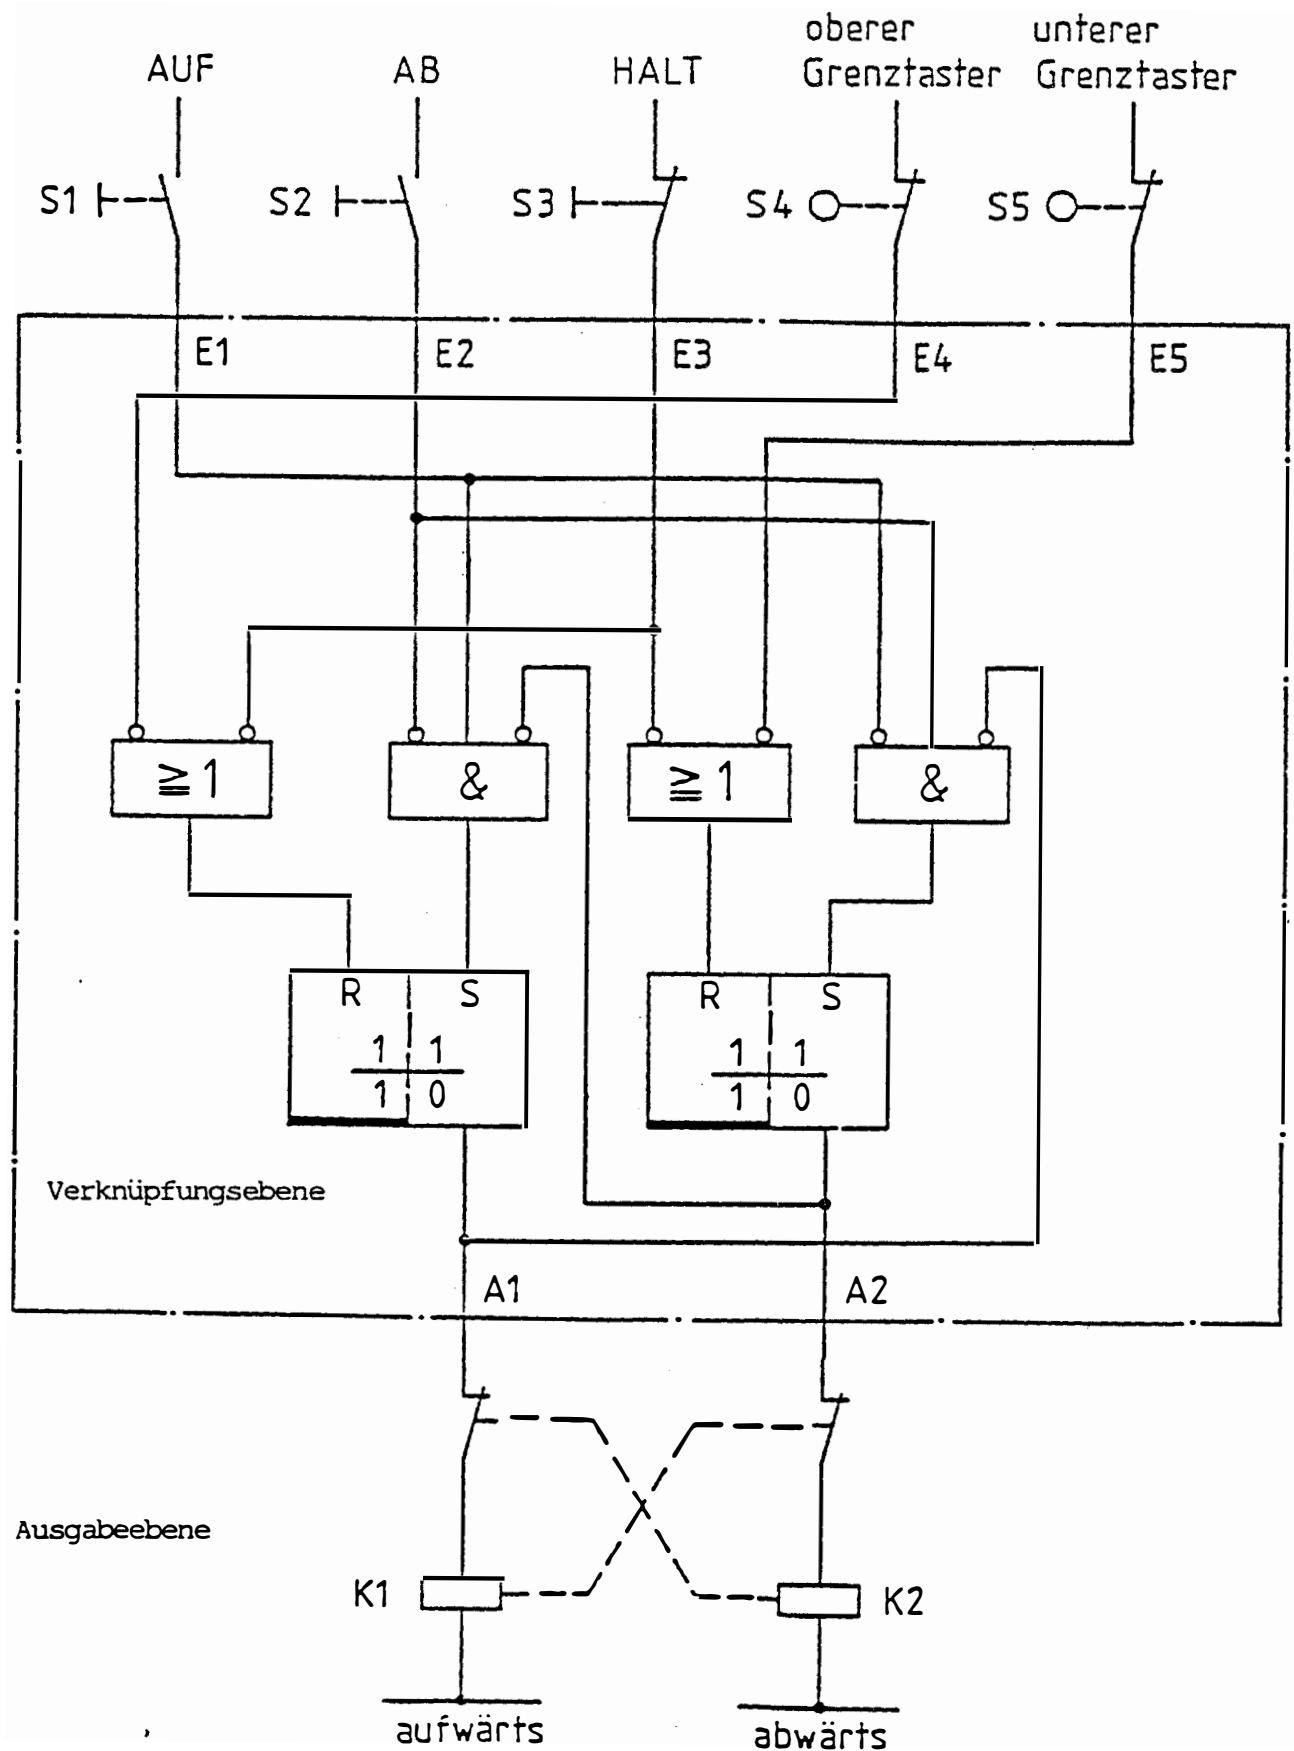 AUF
AB
HALT
oberer
Grenztaster
unterer
Grenztaster
S1
S2
S3
S4
S5
E1
E2
E3
E4
E5
≧ 1
&
≧ 1
&
R S
1 1
1 0
R S
1 1
1 0
Verknüpfungsebene
A1
A2
Ausgabeebene
K1
K2
aufwärts
abwärts